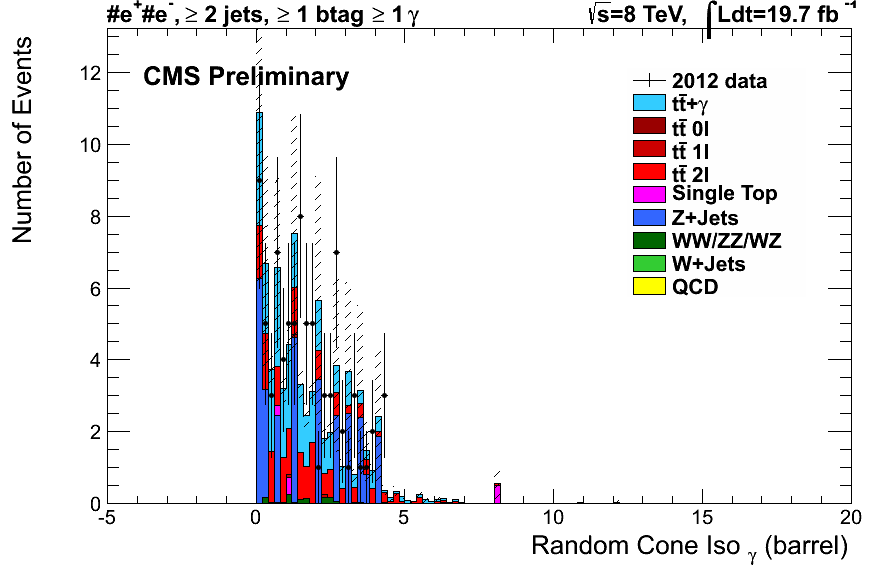 #e⁺#e⁻, ≥ 2 jets, ≥ 1 btag ≥ 1 γ
√s=8 TeV, ∫Ldt=19.7 fb⁻¹
CMS Preliminary
2012 data
tt̄+γ
tt̄ 0l
tt̄ 1l
tt̄ 2l
Single Top
Z+Jets
WW/ZZ/WZ
W+Jets
QCD
Number of Events
12
10
8
6
4
2
0
-5 0 5 10 15 20
Random Cone Iso γ (barrel)